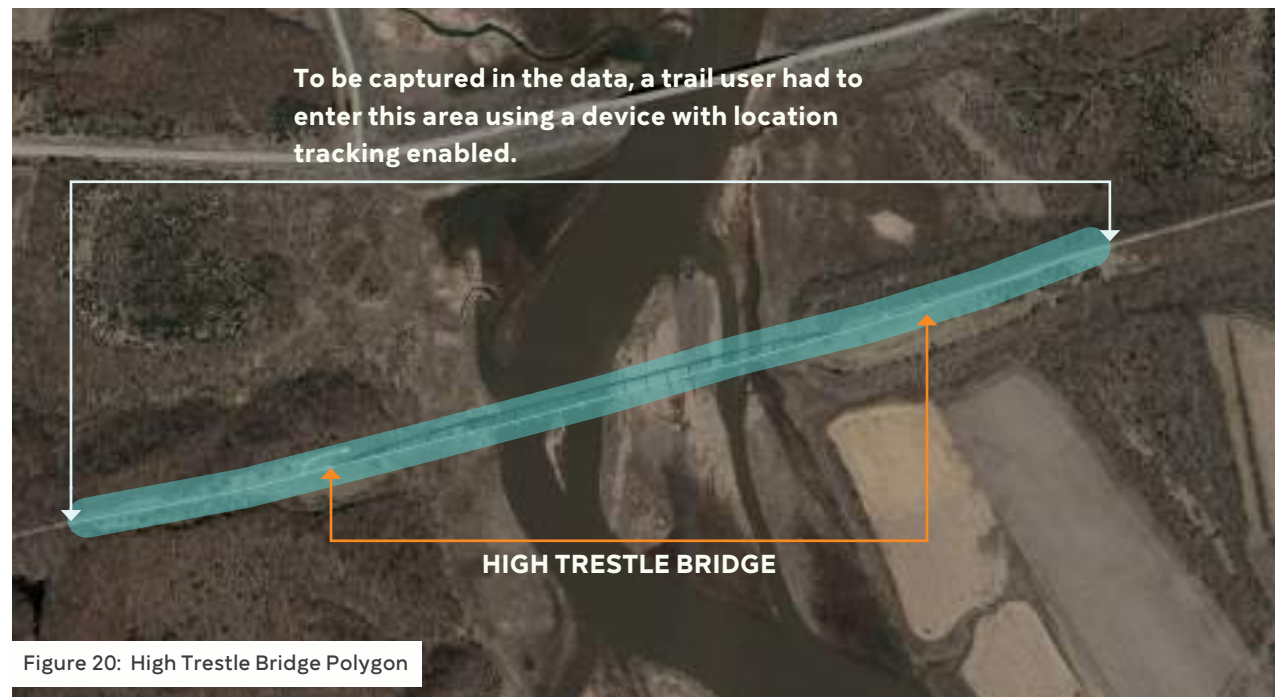 To be captured in the data, a trail user had to
enter this area using a device with location
tracking enabled.
HIGH TRESTLE BRIDGE
Figure 20: High Trestle Bridge Polygon